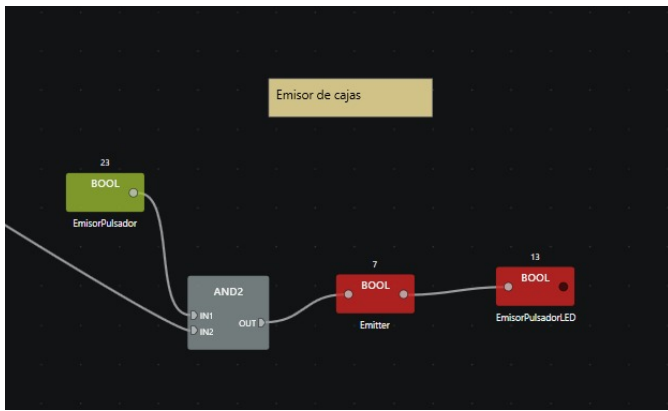 Emisor de cajas
23
BOOL
EmisorPulsador
AND2
IN1
IN2
OUT
7
BOOL
Emitter
13
BOOL
EmisorPulsadorLED